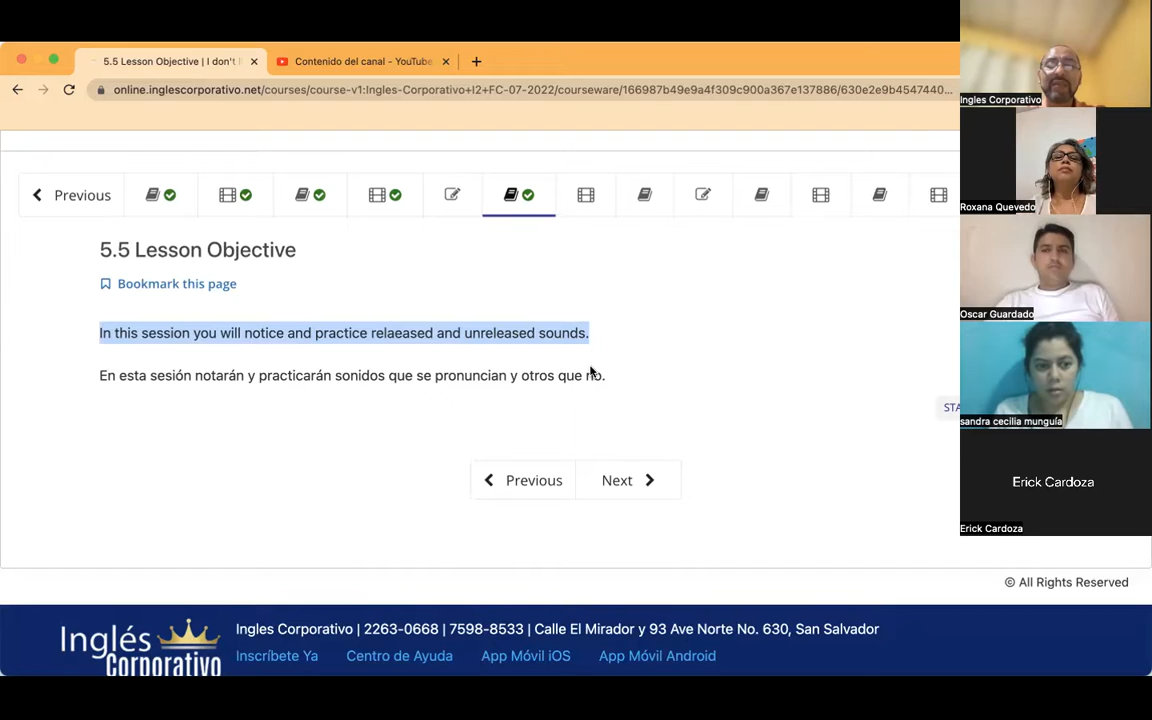 5.5 Lesson Objective | I don't
Contenido del canal - YouTube
online.inglescorporativo.net/courses/course-v1:Ingles-Corporativo+I2+FC-07-2022/courseware/166987b49e9a4f309c900a367e137886/630e2e9b4547440...
Previous
5.5 Lesson Objective
Bookmark this page
In this session you will notice and practice relaeased and unreleased sounds.
En esta sesión notarán y practicarán sonidos que se pronuncian y otros que no.
STA
Previous
Next
© All Rights Reserved
Inglés Corporativo
Ingles Corporativo | 2263-0668 | 7598-8533 | Calle El Mirador y 93 Ave Norte No. 630, San Salvador
Inscríbete Ya
Centro de Ayuda
App Móvil iOS
App Móvil Android
Ingles Corporativo
Roxana Quevedo
Oscar Guardado
sandra cecilia munguía
Erick Cardoza
Erick Cardoza